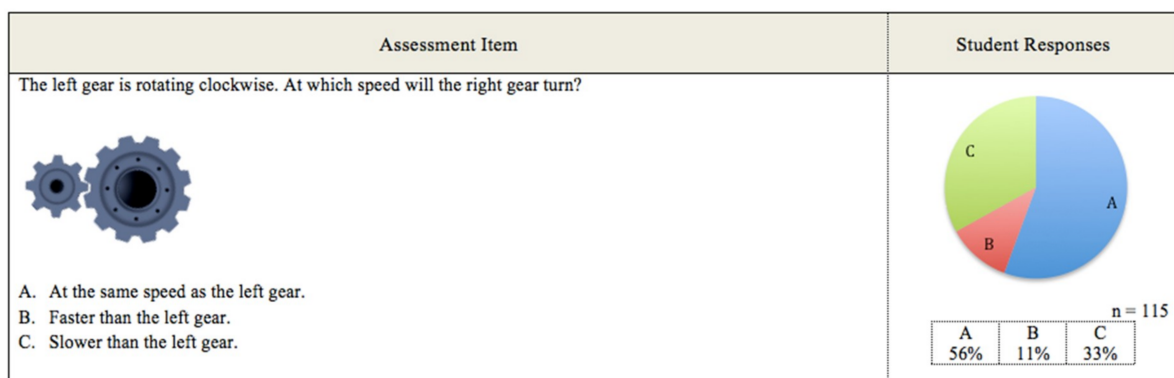 Assessment Item
Student Responses
The left gear is rotating clockwise. At which speed will the right gear turn?
A. At the same speed as the left gear.
B. Faster than the left gear.
C. Slower than the left gear.
C
A
B
n = 115
A B C
56% 11% 33%